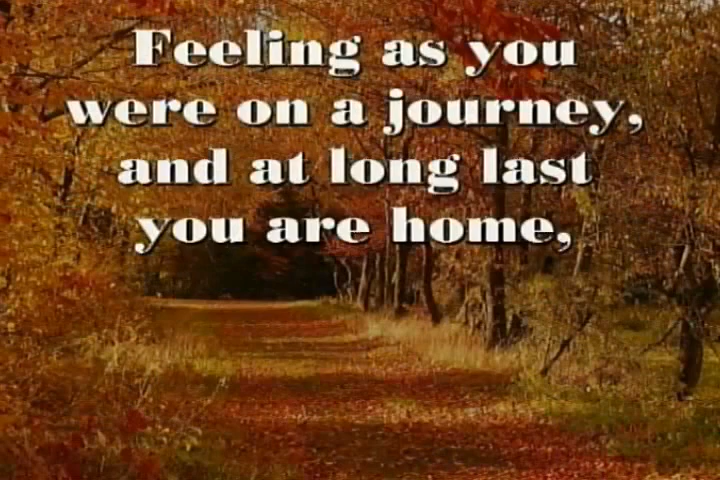 Feeling as you
were on a journey,
and at long last
you are home,